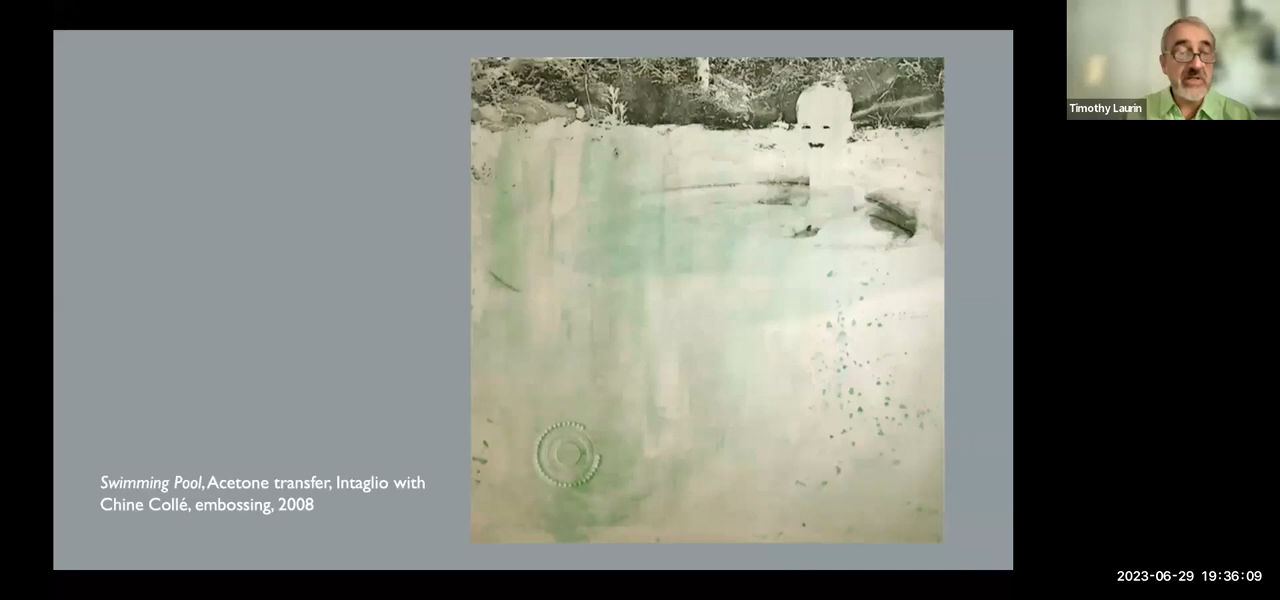 Timothy Laurin
Swimming Pool, Acetone transfer, Intaglio with
Chine Collé, embossing, 2008
2023-06-29 19:36:09